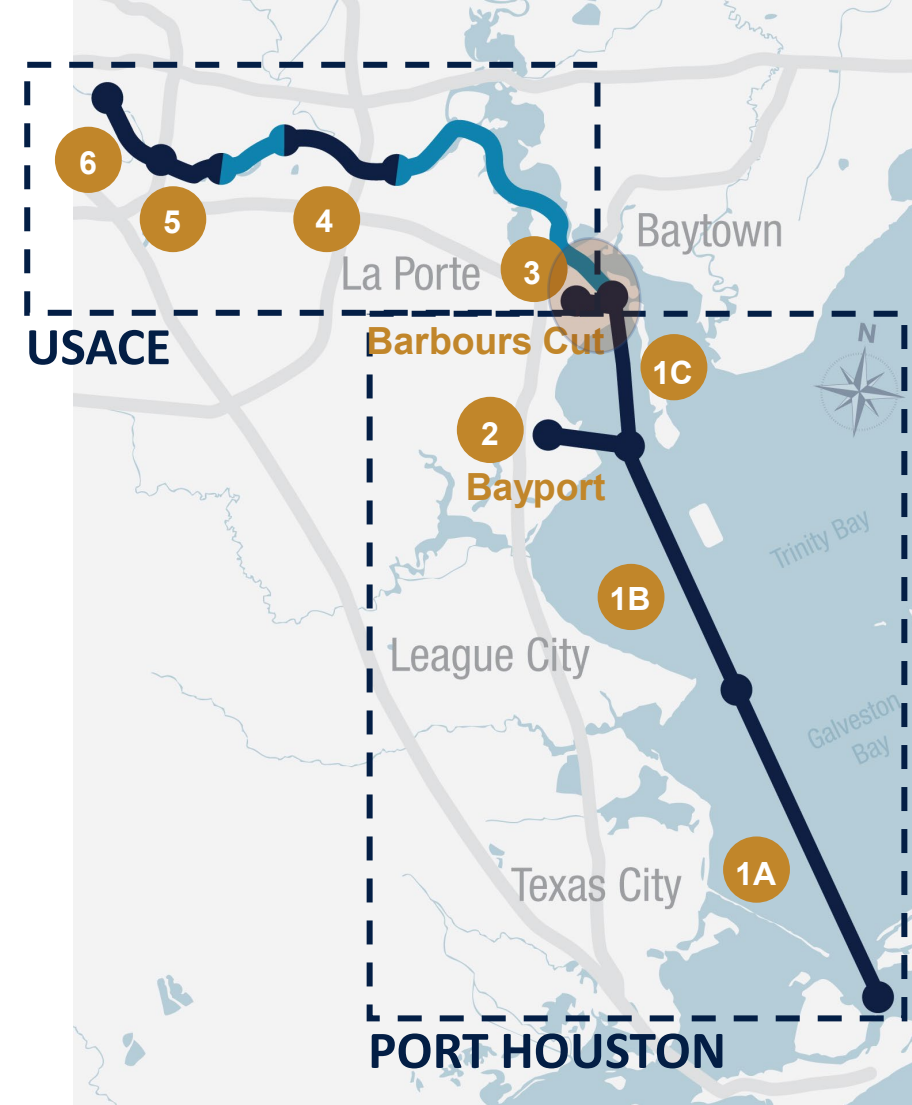 6
5
4
3
Baytown
La Porte
USACE
Barbours Cut
N
1C
2
Bayport
Trinity Bay
1B
League City
Galveston
Bay
1A
Texas City
PORT HOUSTON